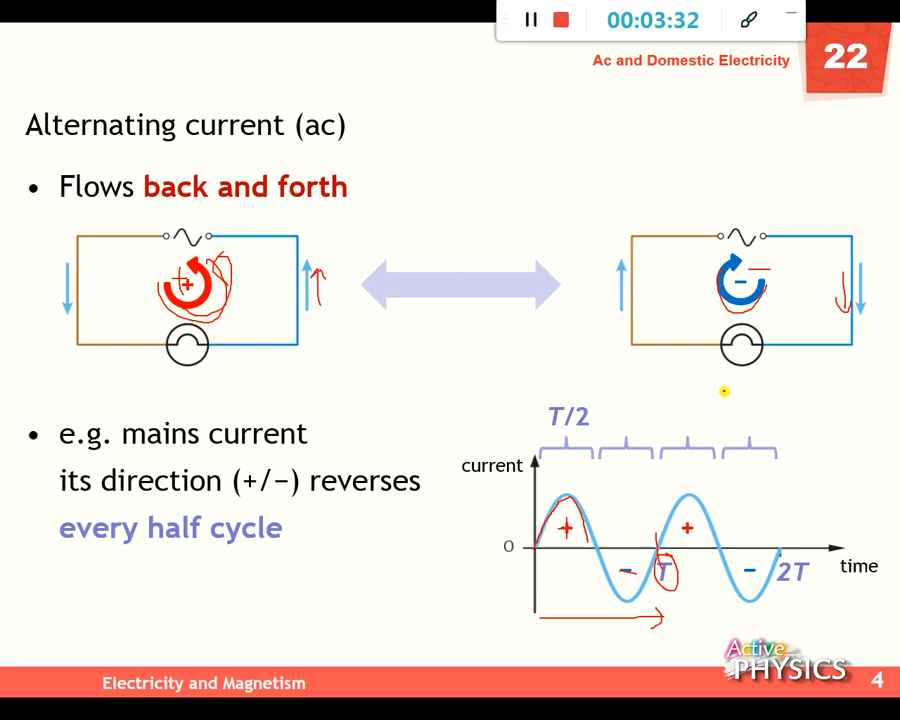 00:03:32
Ac and Domestic Electricity
22
Alternating current (ac)
• Flows back and forth
+
+
−
−
• e.g. mains current
its direction (+/−) reverses
every half cycle
T/2
current
+
+
0
−
T
−
2T
time
Active
PHYSICS
Electricity and Magnetism
4